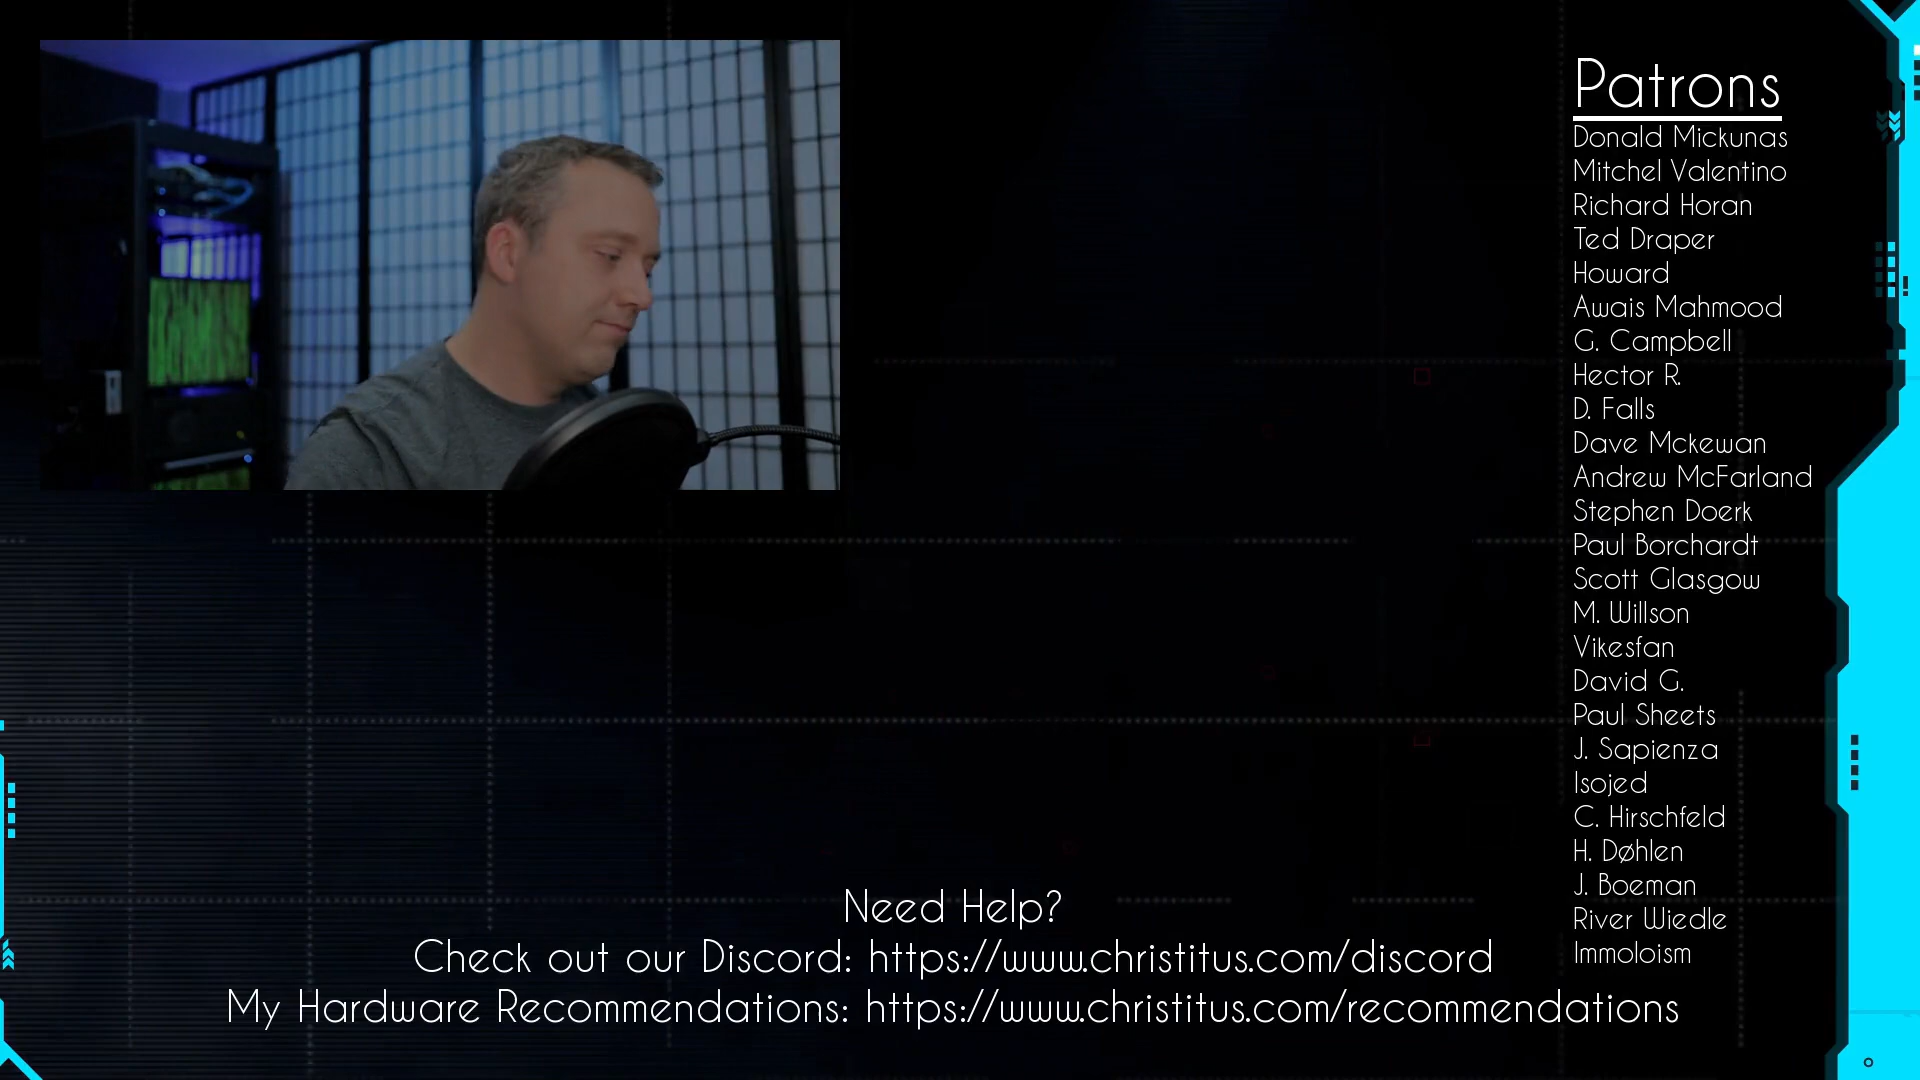 Patrons
Donald Mickunas
Mitchel Valentino
Richard Horan
Ted Draper
Howard
Awais Mahmood
G. Campbell
Hector R.
D. Falls
Dave Mckewan
Andrew McFarland
Stephen Doerk
Paul Borchardt
Scott Glasgow
M. Willson
Vikesfan
David G.
Paul Sheets
J. Sapienza
Isojed
C. Hirschfeld
H. Døhlen
J. Boeman
River Wiedle
Immoloism
Need Help?
Check out our Discord: https://www.christitus.com/discord
My Hardware Recommendations: https://www.christitus.com/recommendations